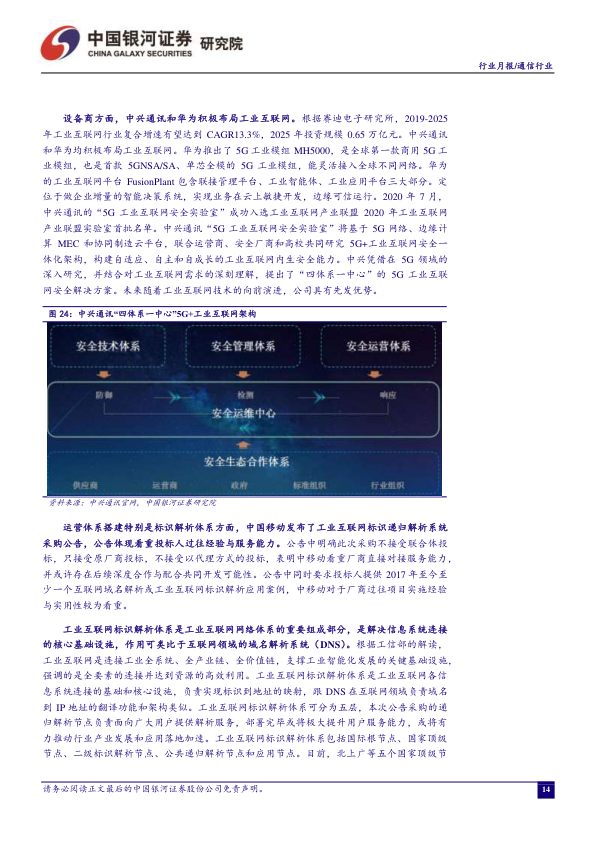 中国银河证券 研究院
CHINA GALAXY SECURITIES
行业月报/通信行业
设备商方面，中兴通讯和华为积极布局工业互联网。根据赛迪电子研究所，2019-2025
年工业互联网行业复合增速有望达到 CAGR13.3%，2025 年投资规模 0.65 万亿元。中兴通讯
和华为均积极布局工业互联网。华为推出了 5G 工业模组 MH5000，是全球第一款商用 5G 工
业模组，也是首款 5GNSA/SA、单芯全模的 5G 工业模组，能灵活接入全球不同网络。华为
的工业互联网平台 FusionPlant 包含联接管理平台、工业智能体、工业应用平台三大部分。定
位于做企业增量的智能决策系统，实现业务在云上敏捷开发，边缘可信运行。2020 年 7 月，
中兴通讯的“5G 工业互联网安全实验室”成功入选工业互联网产业联盟 2020 年工业互联网
产业联盟实验室首批名单。中兴通讯“5G 工业互联网安全实验室”将基于 5G 网络、边缘计
算 MEC 和协同制造云平台，联合运营商、安全厂商和高校共同研究 5G+工业互联网安全一
体化架构，构建自适应、自主和自成长的工业互联网内生安全能力。中兴凭借在 5G 领域的
深入研究，并结合对工业互联网需求的深刻理解，提出了“四体系一中心”的 5G 工业互联
网安全解决方案。未来随着工业互联网技术的向前演进，公司具有先发优势。
图 24：中兴通讯“四体系一中心”5G+工业互联网架构
安全技术体系 安全管理体系 安全运营体系
防御 检测 响应
安全运维中心
安全生态合作体系
供应商 运营商 政府 标准组织 行业组织
资料来源：中兴通讯官网，中国银河证券研究院
运营体系搭建特别是标识解析体系方面，中国移动发布了工业互联网标识递归解析系统
采购公告，公告体现看重投标人过往经验与服务能力。公告中明确此次采购不接受联合体投
标，只接受原厂商投标，不接受以代理方式的投标，表明中移动看重厂商直接对接服务能力，
并或许存在后续深度合作与配合共同开发可能性。公告中同时要求投标人提供 2017 年至今至
少一个互联网域名解析或工业互联网标识解析应用案例，中移动对于厂商过往项目实施经验
与实用性较为看重。
工业互联网标识解析体系是工业互联网网络体系的重要组成部分，是解决信息系统连接
的核心基础设施，作用可类比于互联网领域的域名解析系统（DNS）。根据工信部的解读，
工业互联网是连接工业全系统、全产业链、全价值链，支撑工业智能化发展的关键基础设施，
强调的是全要素的连接并达到资源的高效利用。工业互联网标识解析体系是工业互联网各信
息系统连接的基础和核心设施，负责实现标识到地址的映射，跟 DNS 在互联网领域负责域名
到 IP 地址的翻译功能和架构类似。工业互联网标识解析体系可分为五层，本次公告采购的递
归解析节点负责面向广大用户提供解析服务，部署完毕或将极大提升用户服务能力，或将有
力推动行业产业发展和应用落地加速。工业互联网标识解析体系包括国际根节点、国家顶级
节点、二级标识解析节点、公共递归解析节点和应用节点。目前，北上广等五个国家顶级节
请务必阅读正文最后的中国银河证券股份公司免责声明。
14